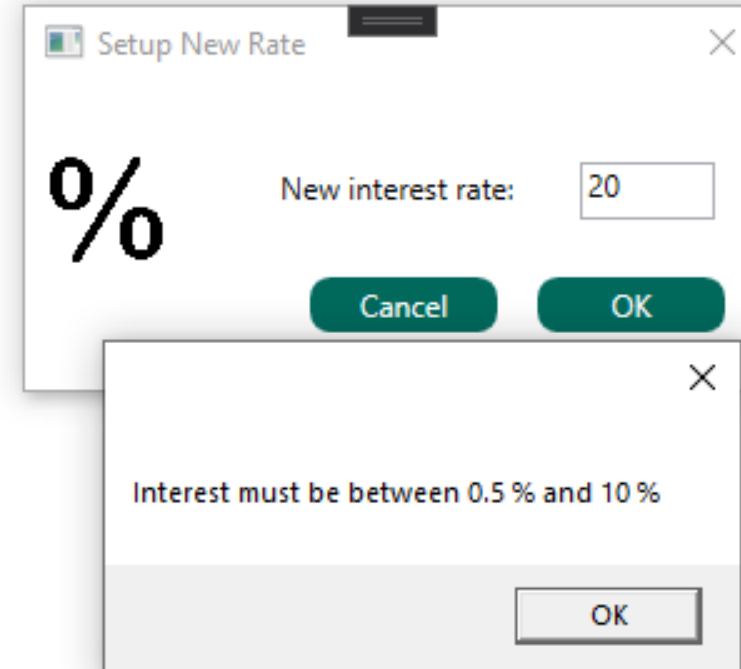 Setup New Rate
%
New interest rate: 20
Cancel OK
Interest must be between 0.5 % and 10 %
OK